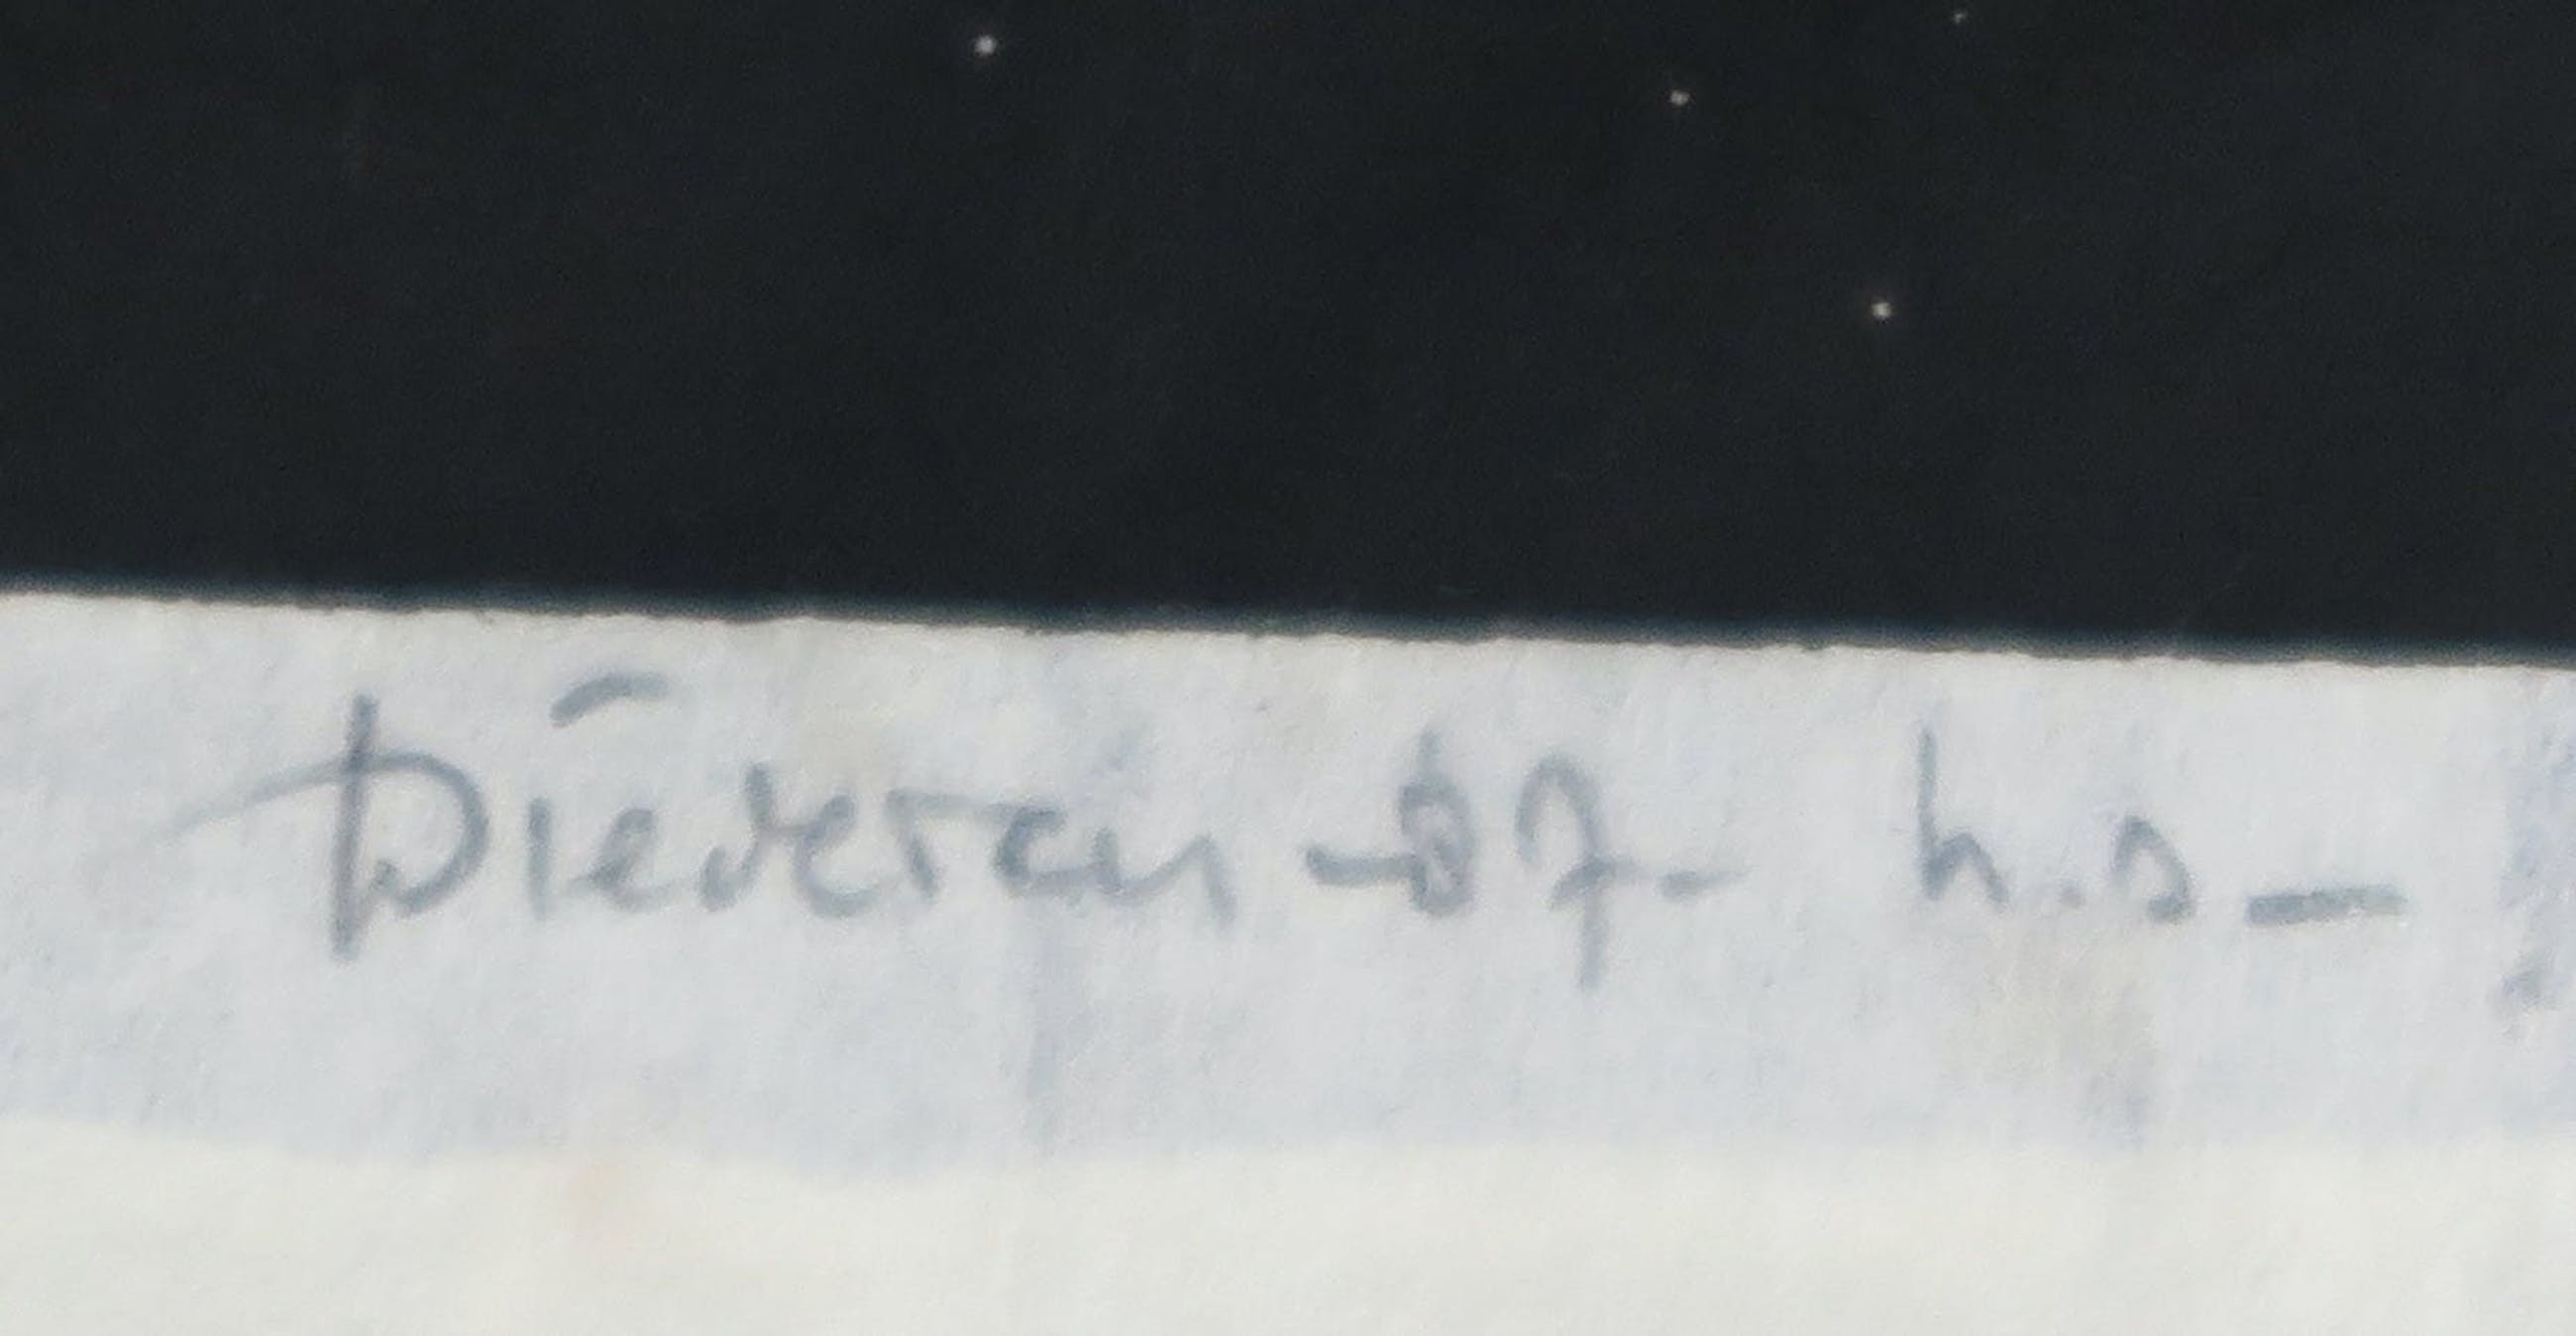 Diederen -87- h.s-